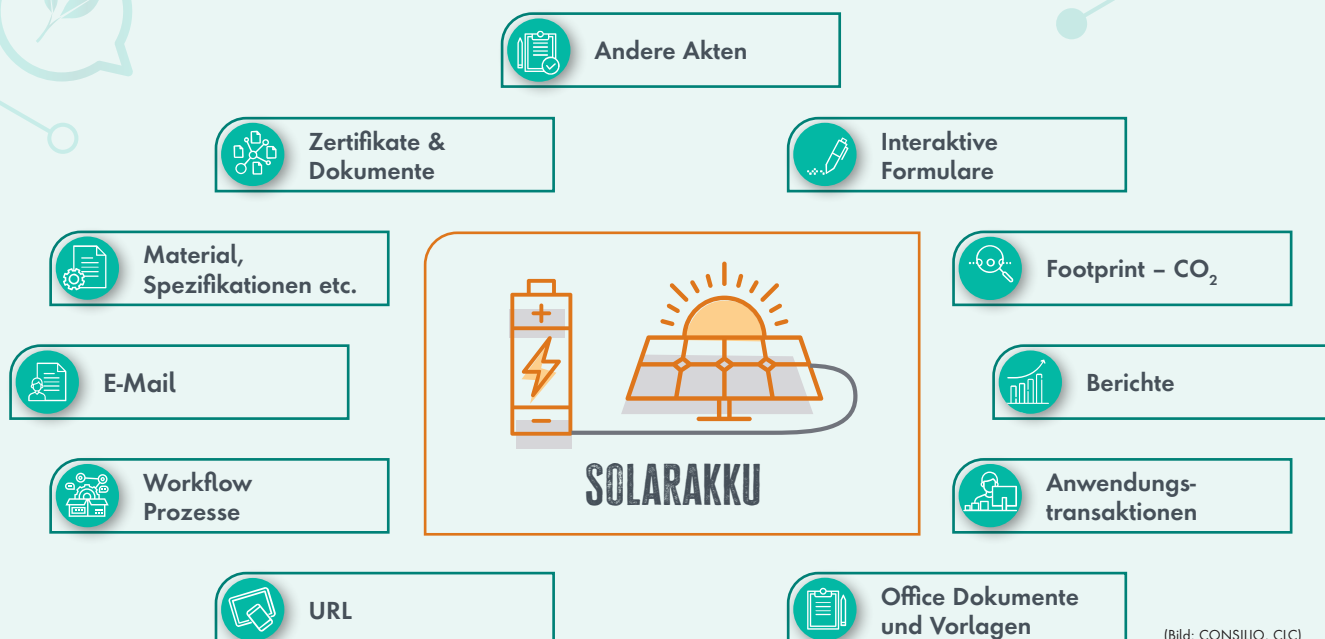 Andere Akten
Zertifikate &
Dokumente
Interaktive
Formulare
Material,
Spezifikationen etc.
Footprint – CO₂
E-Mail
Berichte
SOLARAKKU
Workflow
Prozesse
Anwendungs-
transaktionen
URL
Office Dokumente
und Vorlagen
(Bild: CONSILIO, CLC)